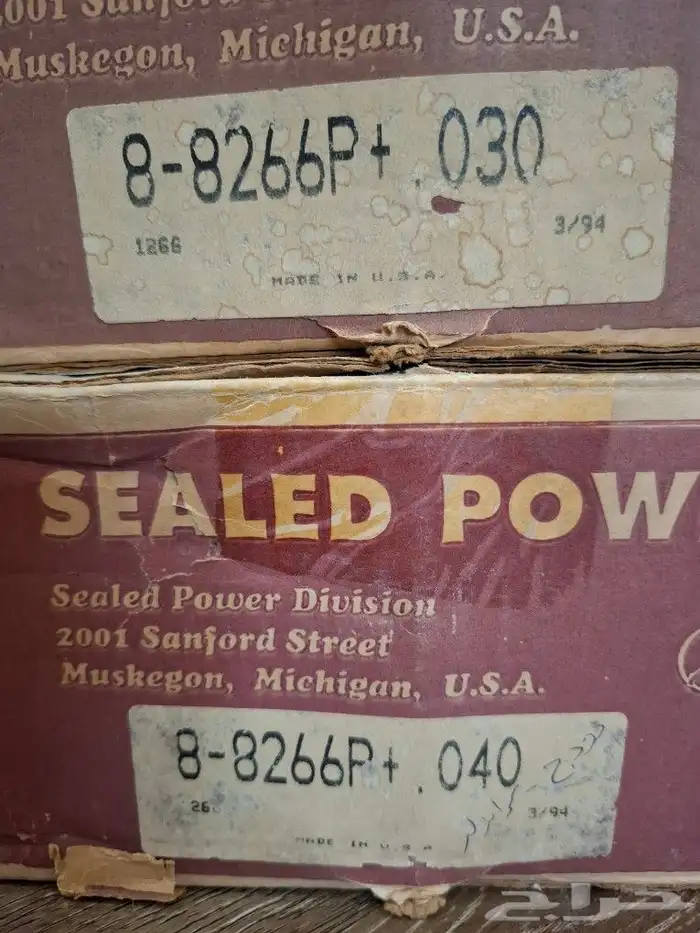 2001 Sanford
Muskegon, Michigan, U.S.A.
8-8266P+.030
1266
3/94
MADE IN U.S.A.
SEALED POW
Sealed Power Division
2001 Sanford Street
Muskegon, Michigan, U.S.A.
8-8266P+.040
26
3/94
MADE IN U.S.A
حراج